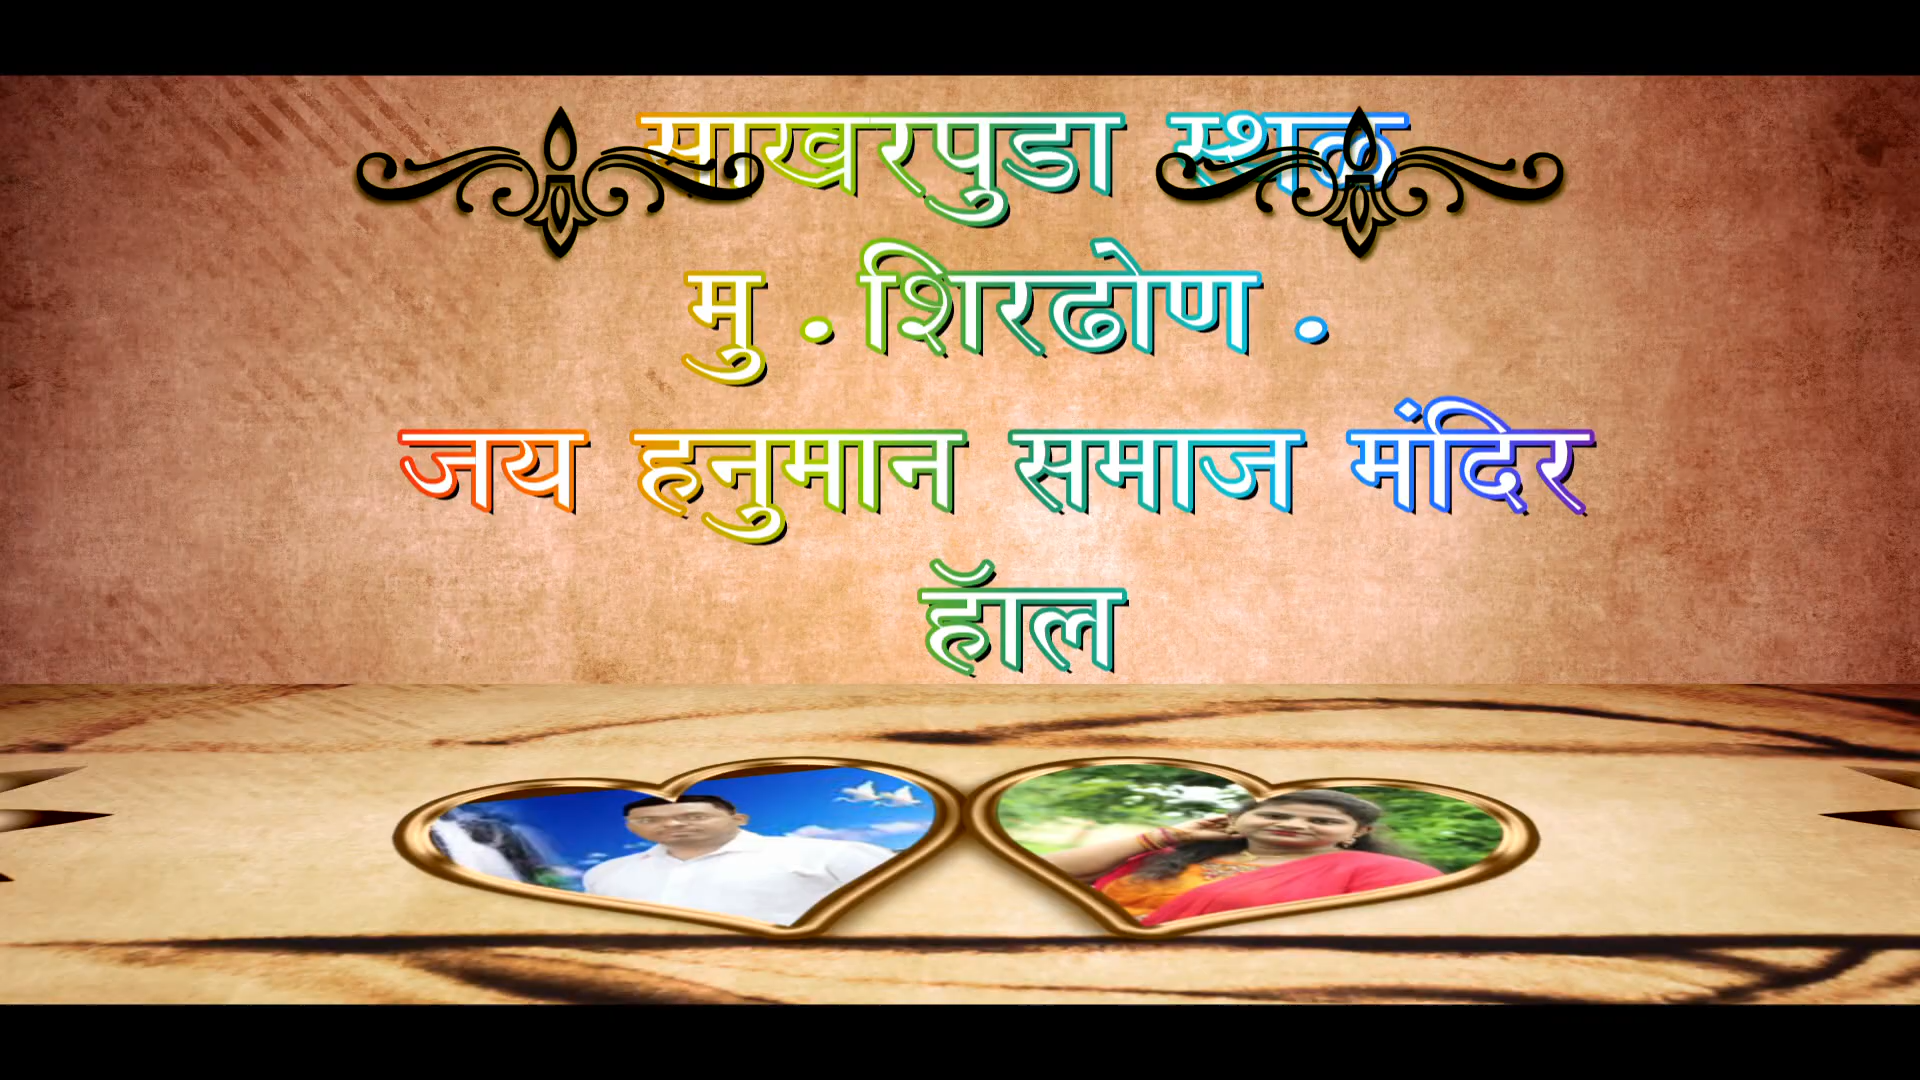 साखरपुडा स्थळ
मु . शिरढोण .
जय हनुमान समाज मंदिर
हॅाल